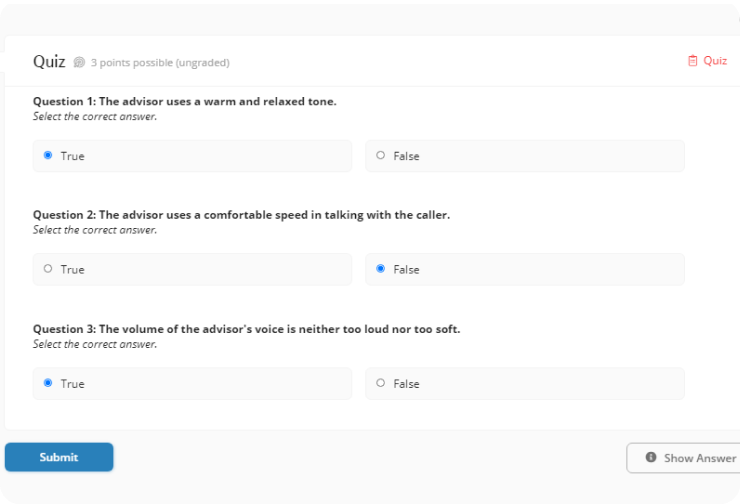 Quiz 3 points possible (ungraded) Quiz
Question 1: The advisor uses a warm and relaxed tone.
Select the correct answer.
True False
Question 2: The advisor uses a comfortable speed in talking with the caller.
Select the correct answer.
True False
Question 3: The volume of the advisor's voice is neither too loud nor too soft.
Select the correct answer.
True False
Submit Show Answer